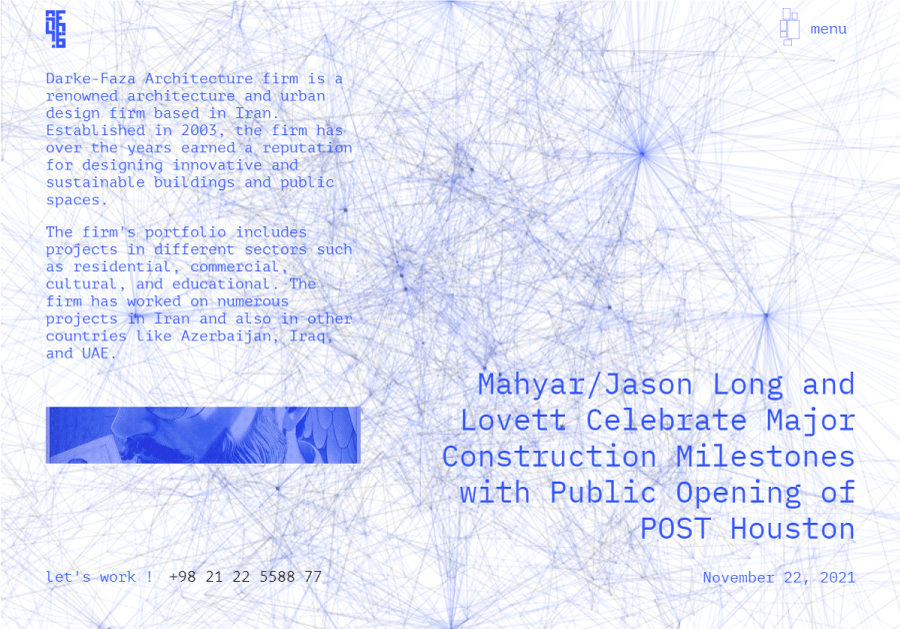 menu
Darke-Faza Architecture firm is a
renowned architecture and urban
design firm based in Iran.
Established in 2003, the firm has
over the years earned a reputation
for designing innovative and
sustainable buildings and public
spaces.
The firm's portfolio includes
projects in different sectors such
as residential, commercial,
cultural, and educational. The
firm has worked on numerous
projects in Iran and also in other
countries like Azerbaijan, Iraq,
and UAE.
Mahyar/Jason Long and
Lovett Celebrate Major
Construction Milestones
with Public Opening of
POST Houston
let's work ! +98 21 22 5588 77
November 22, 2021